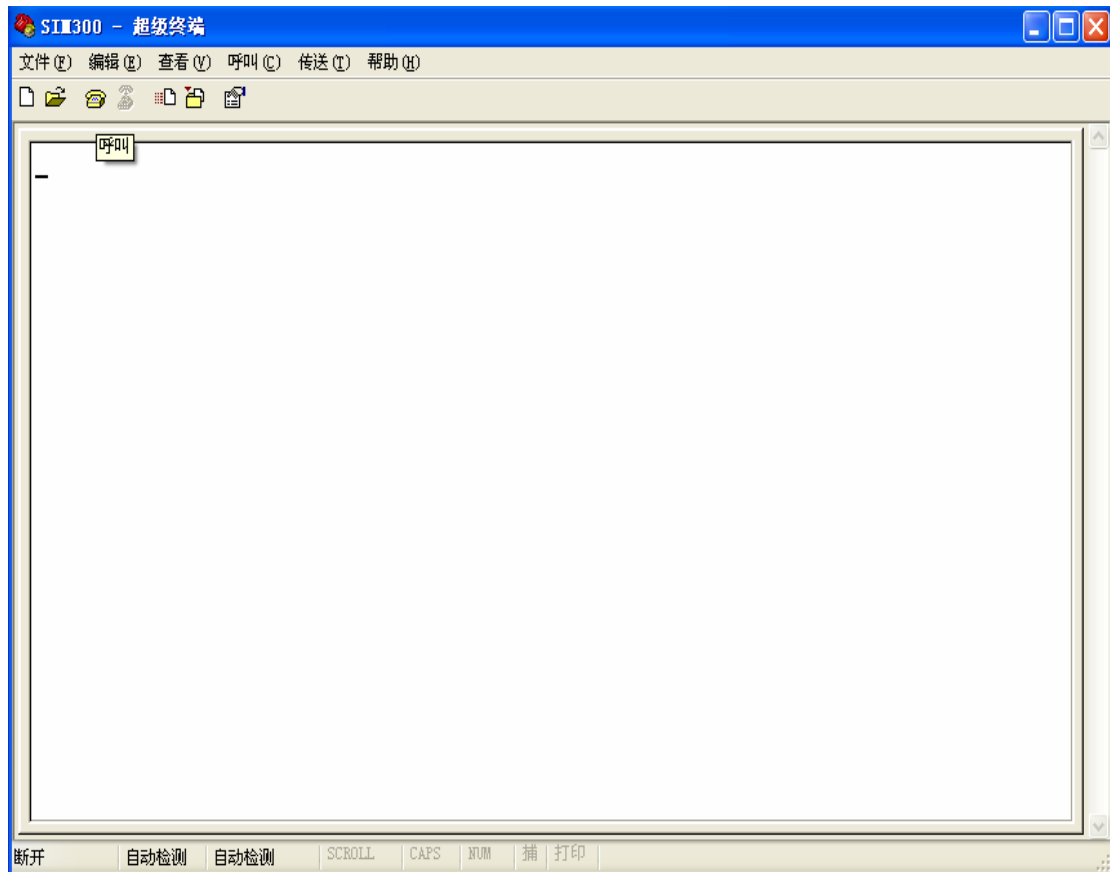 SIM300 - 超级终端
文件(F) 编辑(E) 查看(V) 呼叫(C) 传送(T) 帮助(H)
呼叫
断开 自动检测 自动检测 SCROLL CAPS NUM 捕 打印